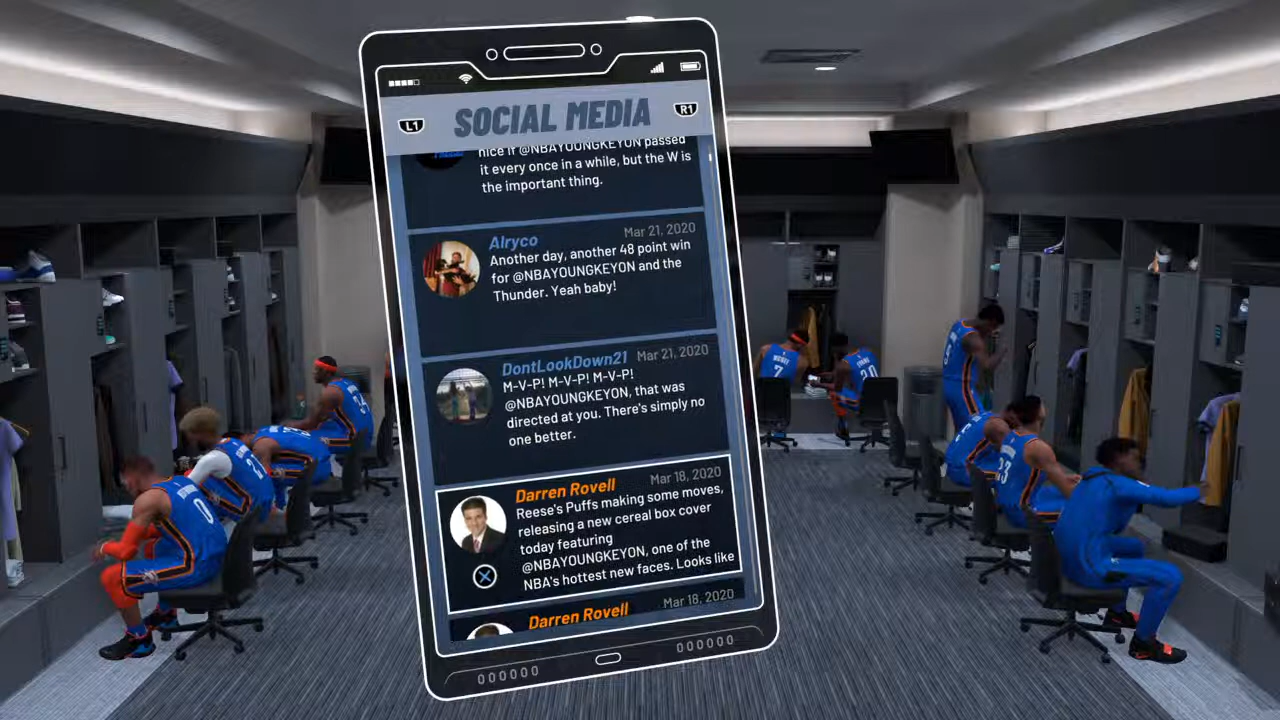 SOCIAL MEDIA
L1
R1
nice if @NBAYOUNGKEYON passed
it every once in a while, but the W is
the important thing.
Alryco
Mar 21, 2020
Another day, another 48 point win
for @NBAYOUNGKEYON and the
Thunder. Yeah baby!
DontLookDown21
Mar 21, 2020
M-V-P! M-V-P! M-V-P!
@NBAYOUNGKEYON, that was
directed at you. There's simply no
one better.
Darren Rovell
Mar 18, 2020
Reese's Puffs making some moves,
releasing a new cereal box cover
today featuring
@NBAYOUNGKEYON, one of the
NBA's hottest new faces. Looks like
Darren Rovell
Mar 18, 2020
0
7
23